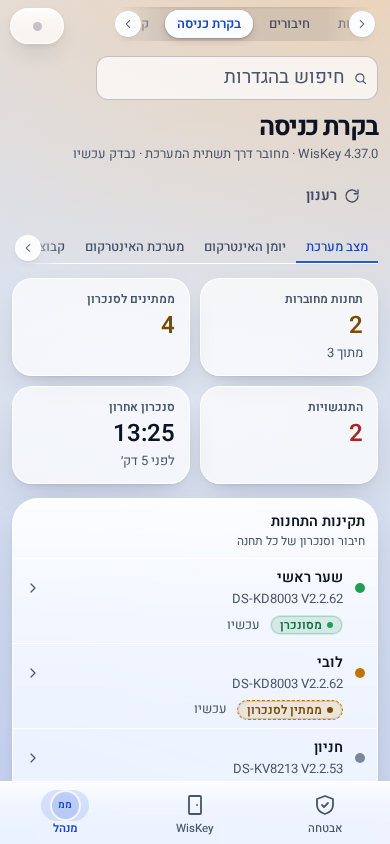 חיבורים
בקרת כניסה
חיפוש בהגדרות
בקרת כניסה
WisKey 4.37.0 · מחובר דרך תשתית המערכת · נבדק עכשיו
רענון
מצב מערכת
יומן האינטרקום
מערכת האינטרקום
תחנות מחוברות
2
מתוך 3
ממתינים לסנכרון
4
התנגשויות
2
סנכרון אחרון
13:25
לפני 5 דק׳
תקינות התחנות
חיבור וסנכרון של כל תחנה
שער ראשי
DS-KD8003 V2.2.62
מסונכרן
עכשיו
לובי
DS-KD8003 V2.2.62
ממתין לסנכרון
עכשיו
חניון
DS-KV8213 V2.2.53
אבטחה
WisKey
ממ
מנהל